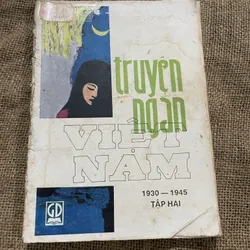 truyện
ngắn
VIỆT
NAM
1930 — 1945
TẬP HAI
GD